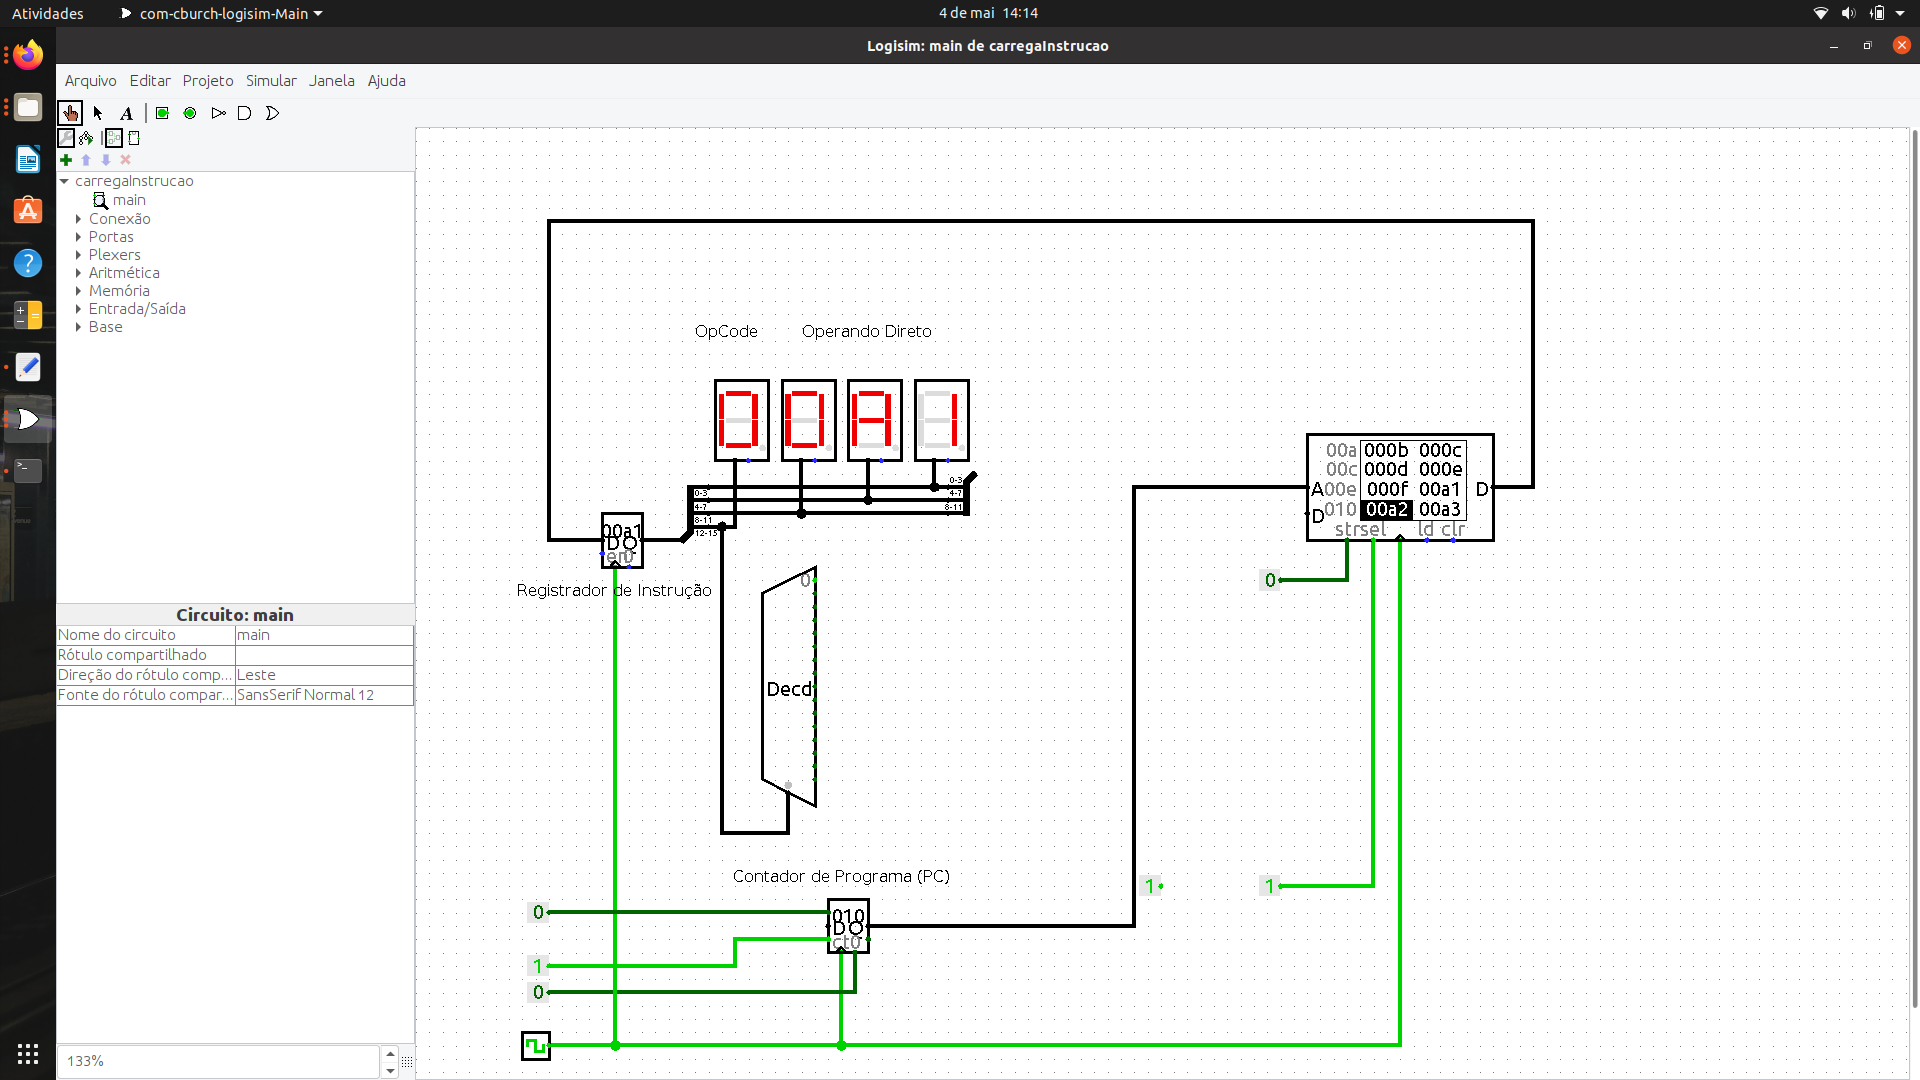 Atividades com-cburch-logisim-Main 4 de mai 14:14
Logisim: main de carregaInstrucao
Arquivo Editar Projeto Simular Janela Ajuda
A
carregaInstrucao
main
Conexão
Portas
Plexers
Aritmética
Memória
Entrada/Saída
Base
Circuito: main
Nome do circuito main
Rótulo compartilhado
Direção do rótulo comp... Leste
Fonte do rótulo compar... SansSerif Normal 12
133%
OpCode Operando Direto
0 0 A 1
0-3
4-7
8-11
12-15
0-3
4-7
8-11
00a1
D Q
en 0
Registrador de Instrução
0
Decd
00a 000b 000c
00c 000d 000e
A 00e 000f 00a1 D
D 010 00a2 00a3
str sel ld clr
0
1 1
Contador de Programa (PC)
0
010
D Q
ct 0
1
0